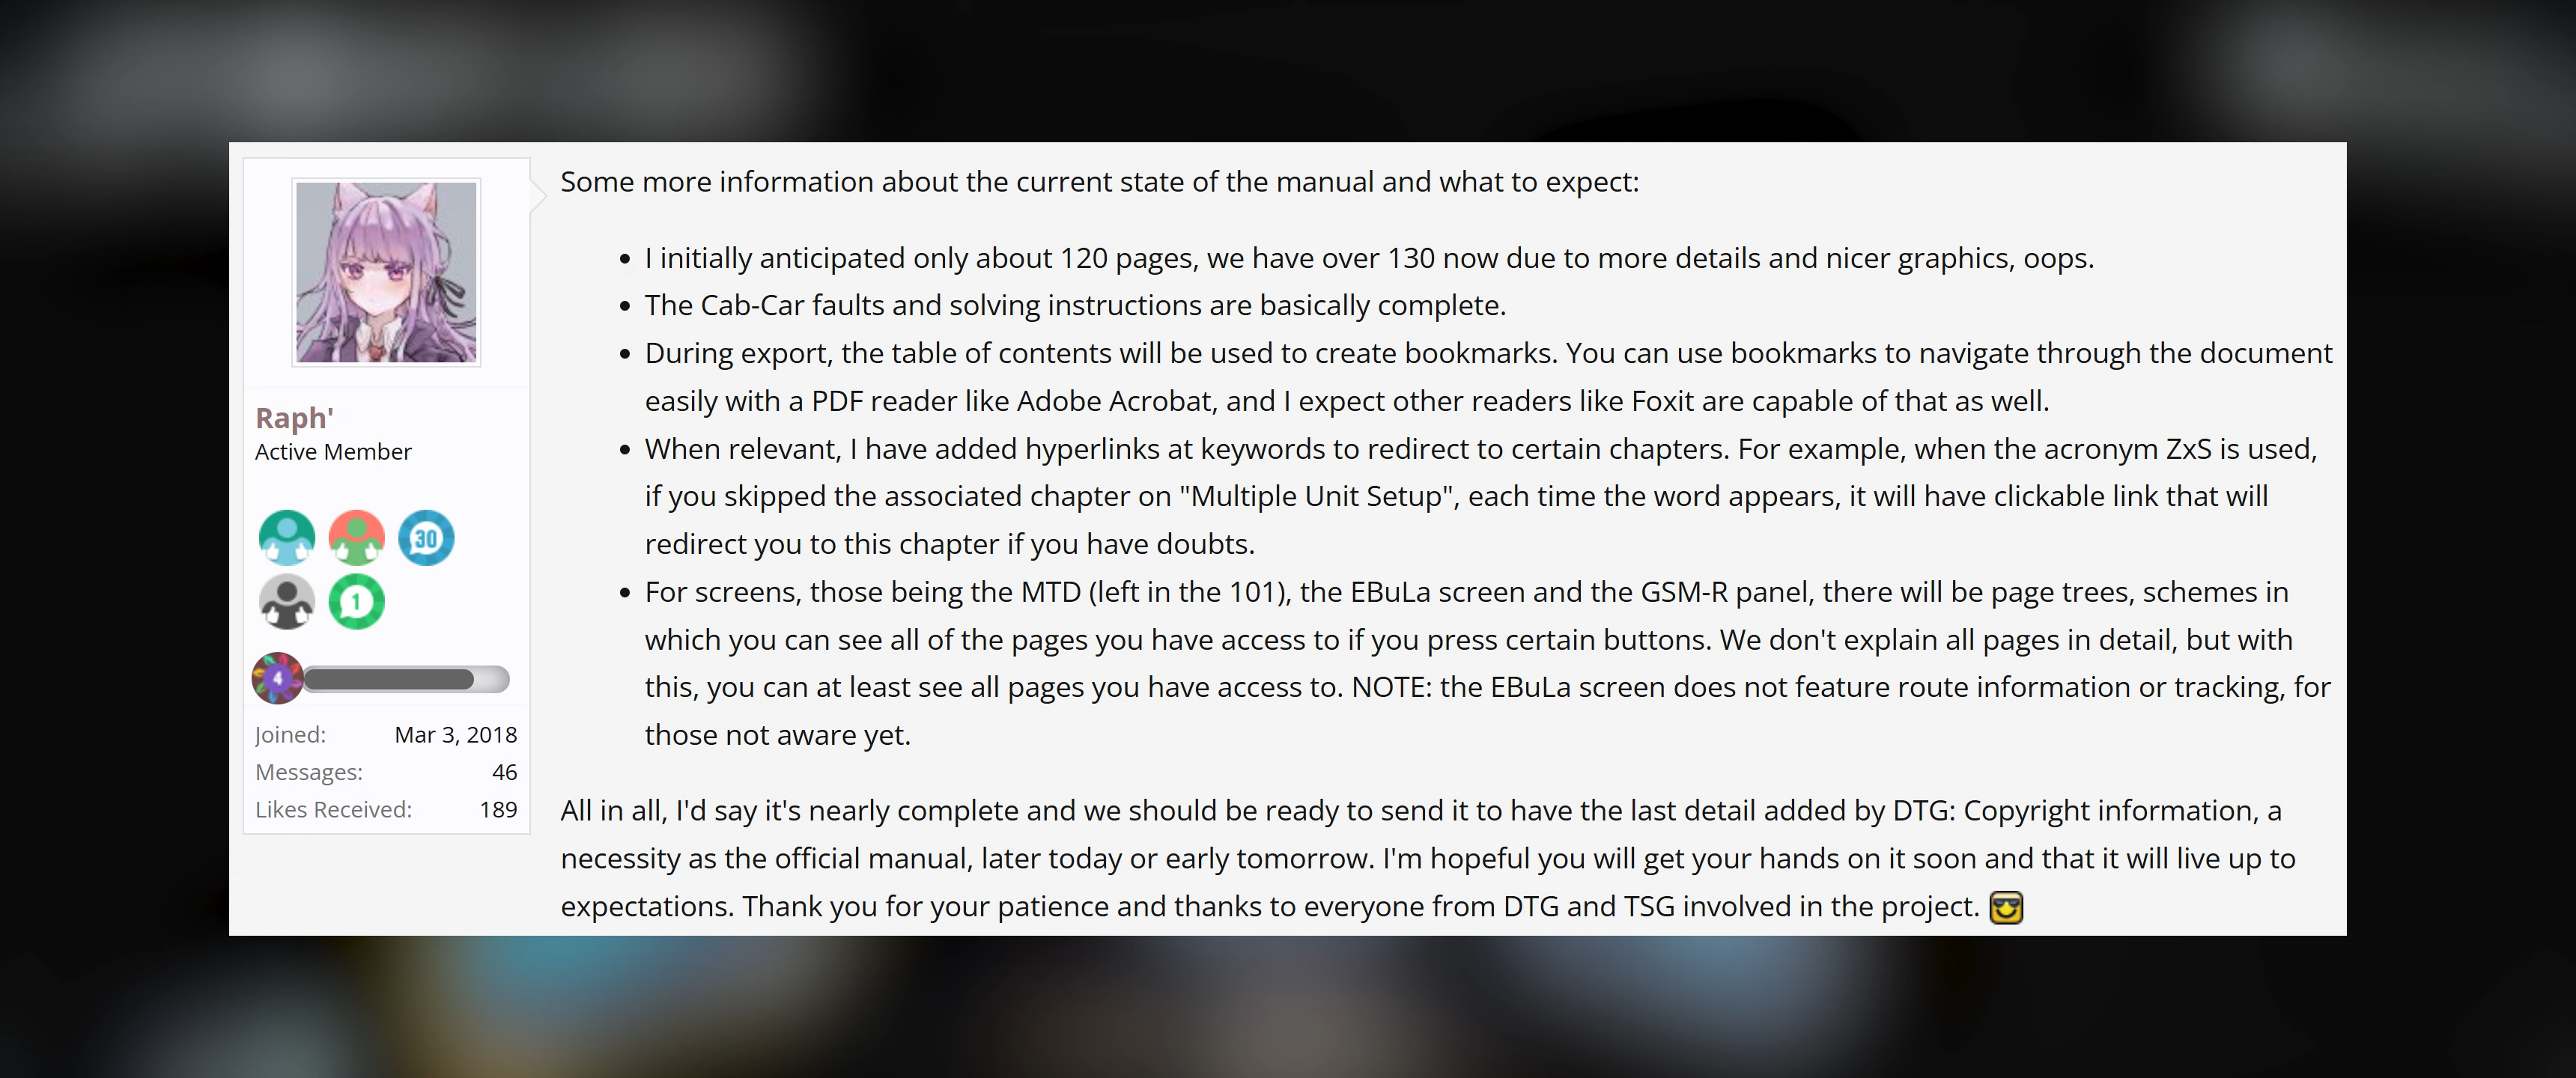 Some more information about the current state of the manual and what to expect:
• I initially anticipated only about 120 pages, we have over 130 now due to more details and nicer graphics, oops.
• The Cab-Car faults and solving instructions are basically complete.
• During export, the table of contents will be used to create bookmarks. You can use bookmarks to navigate through the document
easily with a PDF reader like Adobe Acrobat, and I expect other readers like Foxit are capable of that as well.
• When relevant, I have added hyperlinks at keywords to redirect to certain chapters. For example, when the acronym ZxS is used,
if you skipped the associated chapter on "Multiple Unit Setup", each time the word appears, it will have clickable link that will
redirect you to this chapter if you have doubts.
• For screens, those being the MTD (left in the 101), the EBuLa screen and the GSM-R panel, there will be page trees, schemes in
which you can see all of the pages you have access to if you press certain buttons. We don't explain all pages in detail, but with
this, you can at least see all pages you have access to. NOTE: the EBuLa screen does not feature route information or tracking, for
those not aware yet.
All in all, I'd say it's nearly complete and we should be ready to send it to have the last detail added by DTG: Copyright information, a
necessity as the official manual, later today or early tomorrow. I'm hopeful you will get your hands on it soon and that it will live up to
expectations. Thank you for your patience and thanks to everyone from DTG and TSG involved in the project.
Raph'
Active Member
30
1
4
Joined: Mar 3, 2018
Messages: 46
Likes Received: 189